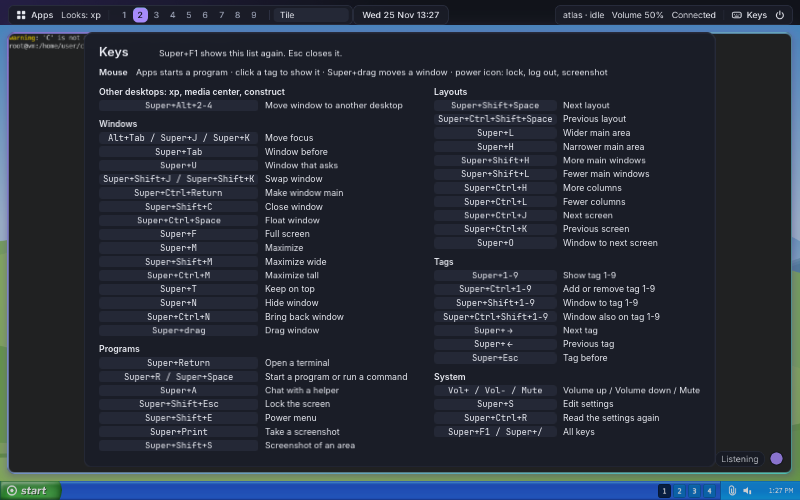 Apps Looks: xp 1 2 3 4 5 6 7 8 9 Tile Wed 25 Nov 13:27 atlas · idle Volume 50% Connected Keys
warning: 'C' is not
root@ve:/home/user/c
Keys Super+F1 shows this list again. Esc closes it.
Mouse Apps starts a program · click a tag to show it · Super+drag moves a window · power icon: lock, log out, screenshot
Other desktops: xp, media center, construct
Super+Alt+2-4 Move window to another desktop
Windows
Alt+Tab / Super+J / Super+K Move focus
Super+Tab Window before
Super+U Window that asks
Super+Shift+J / Super+Shift+K Swap window
Super+Ctrl+Return Make window main
Super+Shift+C Close window
Super+Ctrl+Space Float window
Super+F Full screen
Super+M Maximize
Super+Shift+M Maximize wide
Super+Ctrl+M Maximize tall
Super+T Keep on top
Super+N Hide window
Super+Ctrl+N Bring back window
Super+drag Drag window
Programs
Super+Return Open a terminal
Super+R / Super+Space Start a program or run a command
Super+A Chat with a helper
Super+Shift+Esc Lock the screen
Super+Shift+E Power menu
Super+Print Take a screenshot
Super+Shift+S Screenshot of an area
Layouts
Super+Shift+Space Next layout
Super+Ctrl+Shift+Space Previous layout
Super+L Wider main area
Super+H Narrower main area
Super+Shift+H More main windows
Super+Shift+L Fewer main windows
Super+Ctrl+H More columns
Super+Ctrl+L Fewer columns
Super+Ctrl+J Next screen
Super+Ctrl+K Previous screen
Super+O Window to next screen
Tags
Super+1-9 Show tag 1-9
Super+Ctrl+1-9 Add or remove tag 1-9
Super+Shift+1-9 Window to tag 1-9
Super+Ctrl+Shift+1-9 Window also on tag 1-9
Super+→ Next tag
Super+← Previous tag
Super+Esc Tag before
System
Vol+ / Vol- / Mute Volume up / Volume down / Mute
Super+S Edit settings
Super+Ctrl+R Read the settings again
Super+F1 / Super+/ All keys
Listening
start 1 2 3 4 1:27 PM